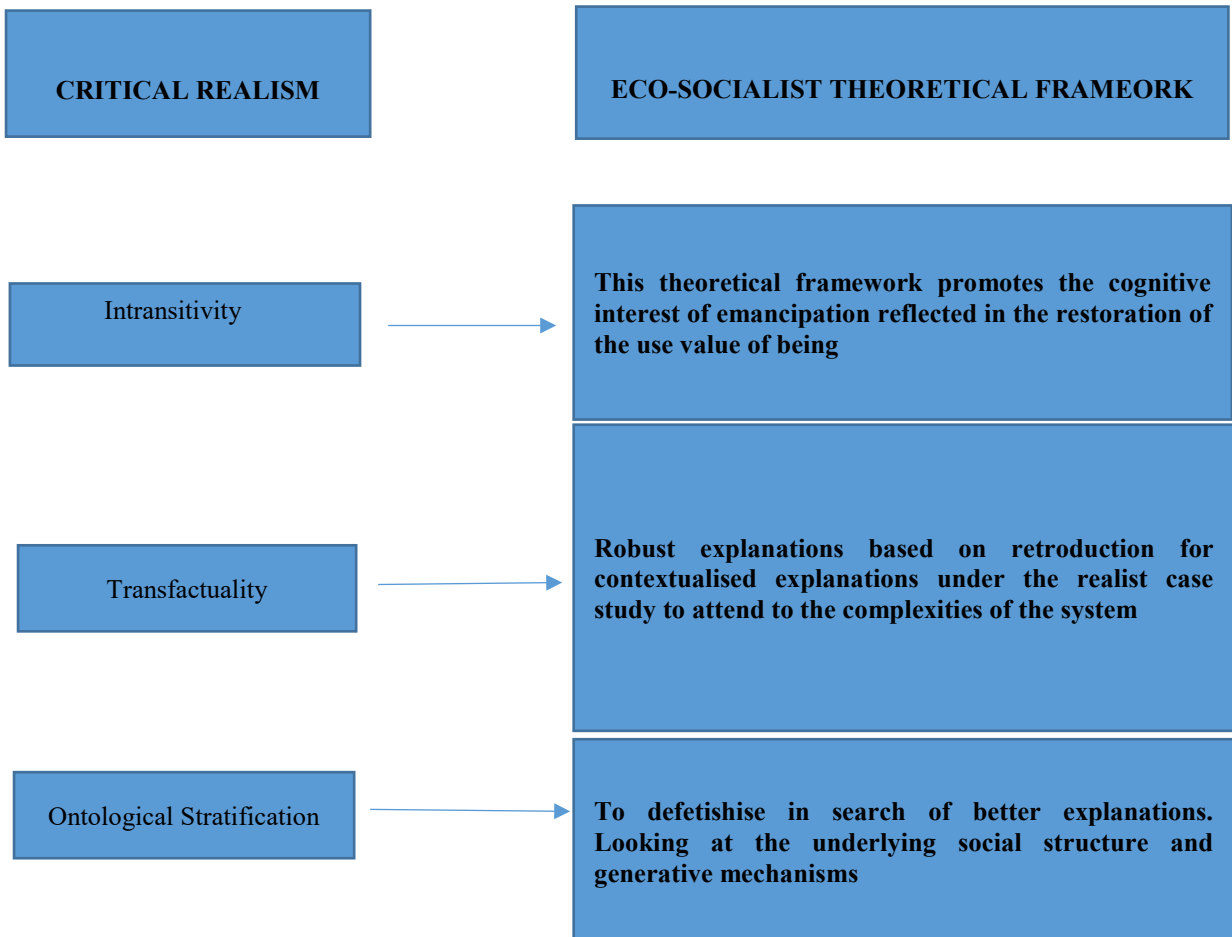 CRITICAL REALISM
ECO-SOCIALIST THEORETICAL FRAMEORK
Intransitivity
This theoretical framework promotes the cognitive
interest of emancipation reflected in the restoration of
the use value of being
Transfactuality
Robust explanations based on retroduction for
contextualised explanations under the realist case
study to attend to the complexities of the system
Ontological Stratification
To defetishise in search of better explanations.
Looking at the underlying social structure and
generative mechanisms